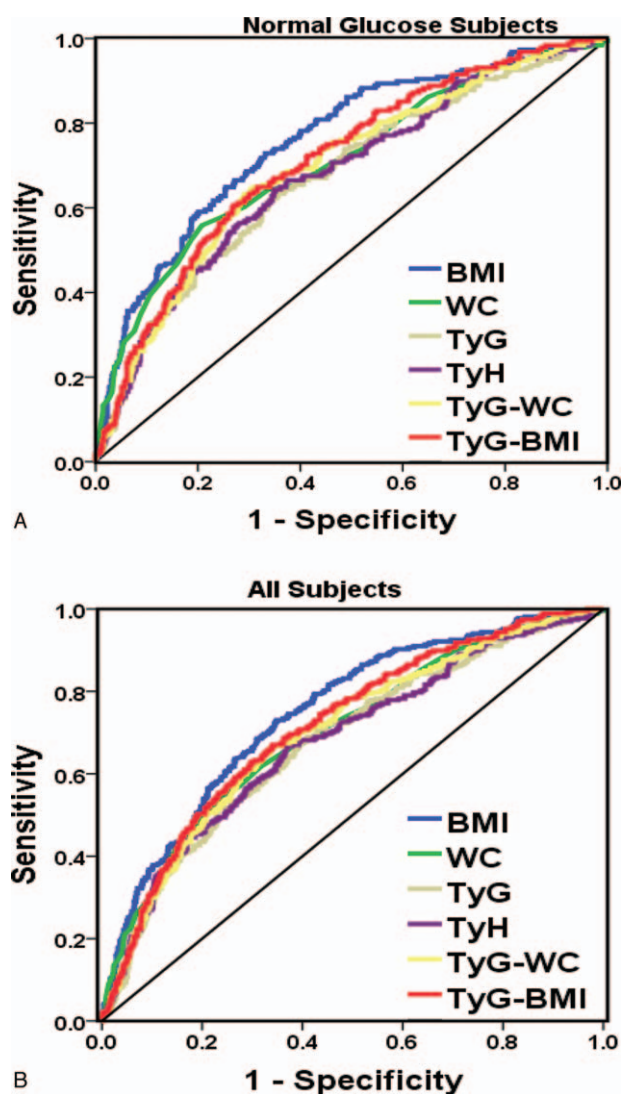 Normal Glucose Subjects
1.0
0.8
0.6
0.4
0.2
0.0
Sensitivity
BMI
WC
TyG
TyH
TyG-WC
TyG-BMI
0.0 0.2 0.4 0.6 0.8 1.0
1 - Specificity
A
All Subjects
1.0
0.8
0.6
0.4
0.2
0.0
Sensitivity
BMI
WC
TyG
TyH
TyG-WC
TyG-BMI
0.0 0.2 0.4 0.6 0.8 1.0
1 - Specificity
B